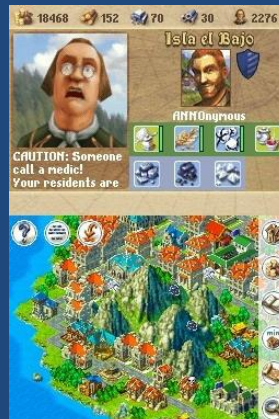 18468 152 70 30 2276
Isla el Bajo
ANNOnymous
CAUTION: Someone
call a medic!
Your residents are